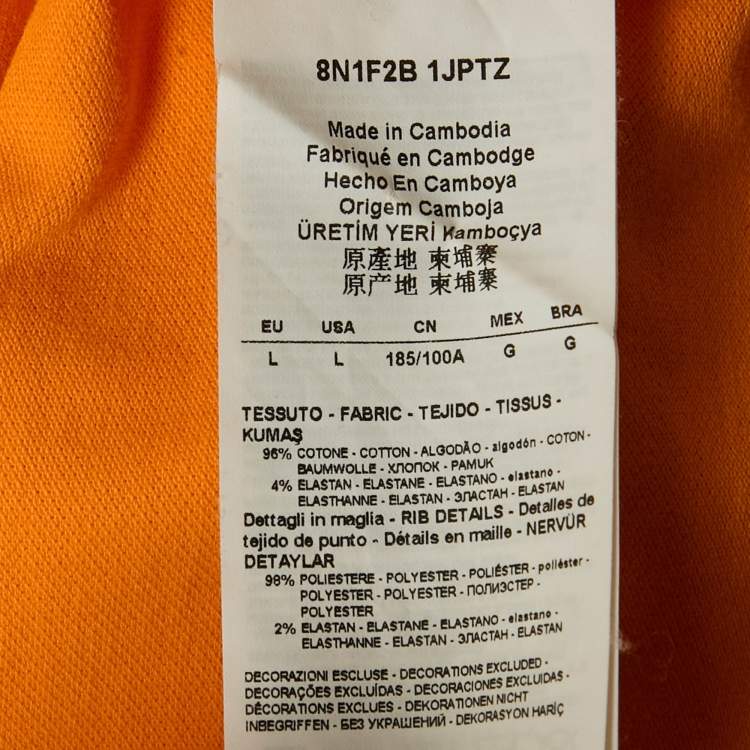 8N1F2B 1JPTZ
Made in Cambodia
Fabriqué en Cambodge
Hecho En Camboya
Origem Camboja
ÜRETİM YERİ Kamboçya
原產地 柬埔寨
原产地 柬埔寨
EU USA CN MEX BRA
L L 185/100A G G
TESSUTO - FABRIC - TEJIDO - TISSUS -
KUMAŞ
96% COTONE - COTTON - ALGODÃO - algodón - COTON -
BAUMWOLLE - ХЛОПОК - PAMUK
4% ELASTAN - ELASTANE - ELASTANO - elastano -
ELASTHANNE - ELASTAN - ЭЛАСТАН - ELASTAN
Dettagli in maglia - RIB DETAILS - Detalles de
tejido de punto - Détails en maille - NERVÜR
DETAYLAR
98% POLIESTERE - POLYESTER - POLIÉSTER - poliéster -
POLYESTER - POLYESTER - ПОЛИЭСТЕР -
POLYESTER
2% ELASTAN - ELASTANE - ELASTANO - elastano -
ELASTHANNE - ELASTAN - ЭЛАСТАН - ELASTAN
DECORAZIONI ESCLUSE - DECORATIONS EXCLUDED -
DECORAÇÕES EXCLUÍDAS - DECORACIONES EXCLUIDAS -
DÉCORATIONS EXCLUES - DEKORATIONEN NICHT
INBEGRIFFEN - БЕЗ УКРАШЕНИЙ - DEKORASYON HARİÇ